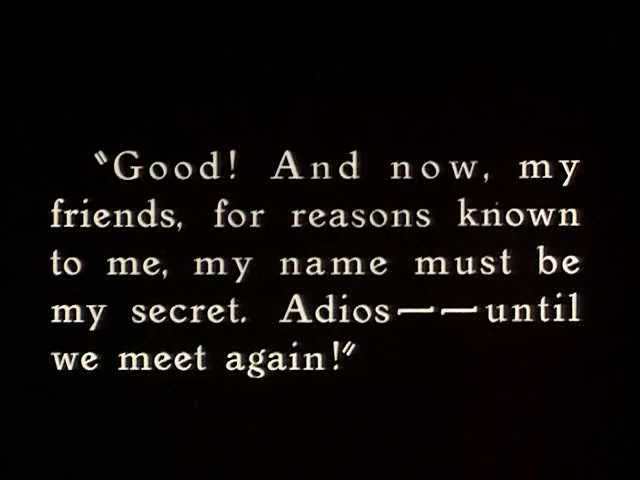 "Good! And now, my
friends, for reasons known
to me, my name must be
my secret. Adios——until
we meet again!"